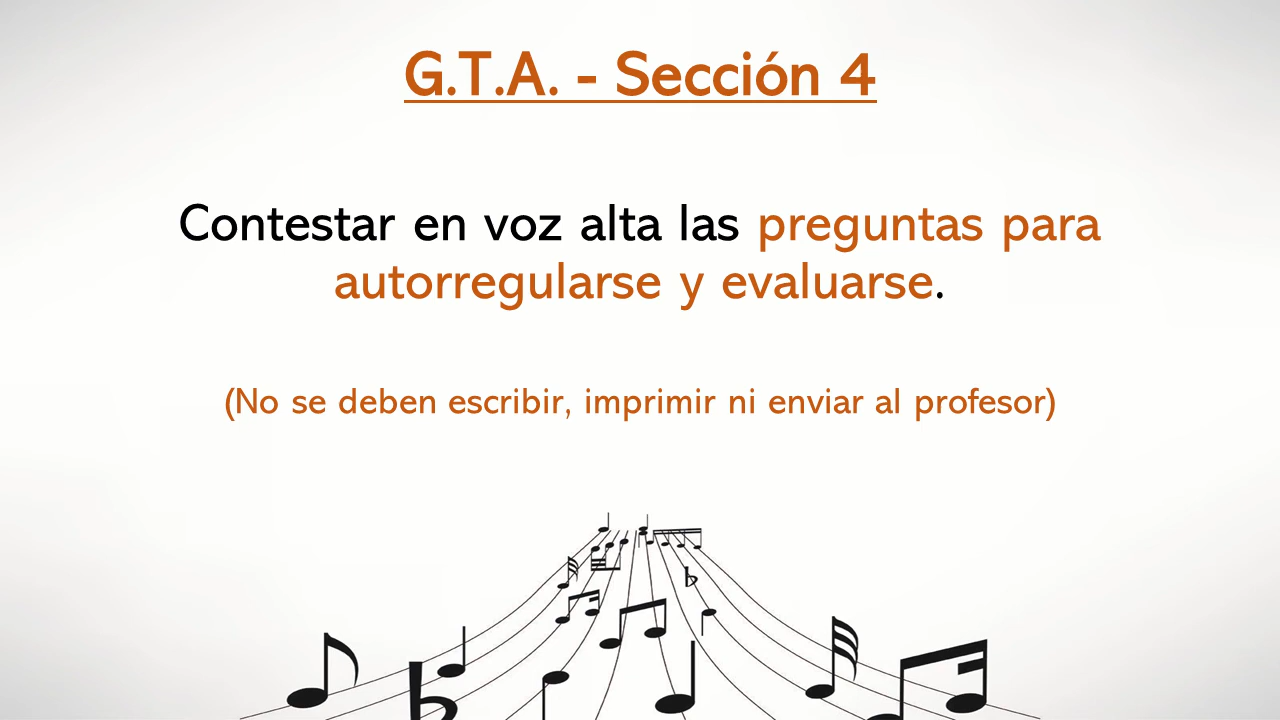 G.T.A. - Sección 4
Contestar en voz alta las preguntas para
autorregularse y evaluarse.
(No se deben escribir, imprimir ni enviar al profesor)